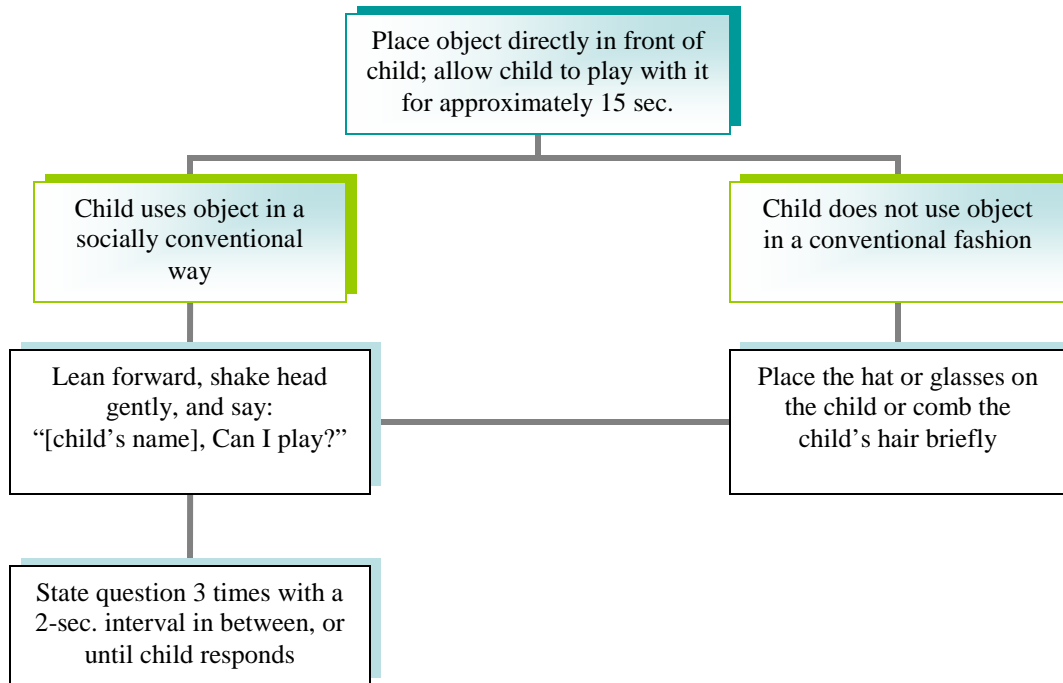 Place object directly in front of
child; allow child to play with it
for approximately 15 sec.
Child uses object in a
socially conventional
way
Child does not use object
in a conventional fashion
Lean forward, shake head
gently, and say:
“[child’s name], Can I play?”
Place the hat or glasses on
the child or comb the
child’s hair briefly
State question 3 times with a
2-sec. interval in between, or
until child responds